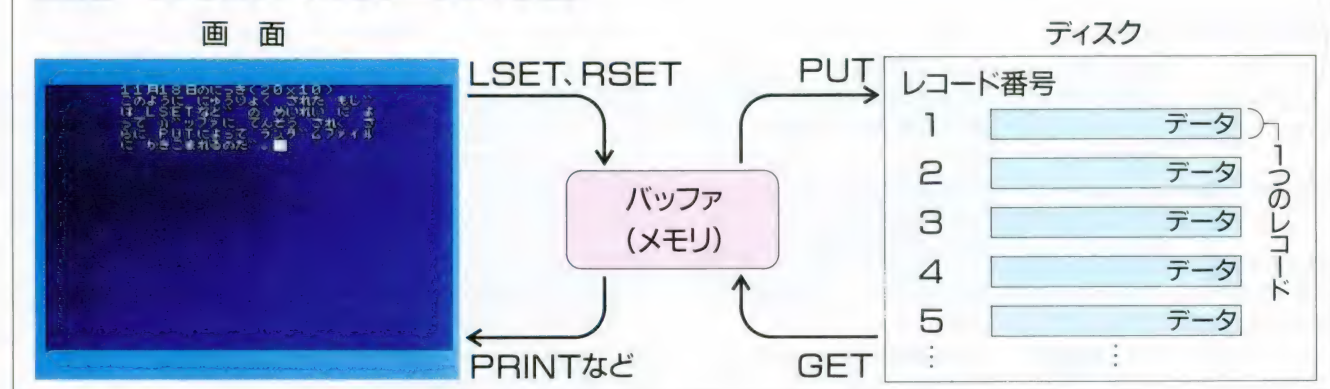 画 面
11月18日のにっき(20×10)
このように にゅうりょく された もじ
は LSETなど の めいれい に よ
って バッファに てんそう され さ
らに PUTによって ランダムファイル
に かきこまれるのだ 。
LSET、RSET
PRINTなど
バッファ
(メモリ)
PUT
GET
ディスク
レコード番号
1 データ
2 データ
3 データ
4 データ
5 データ
⋮ ⋮
1つのレコード